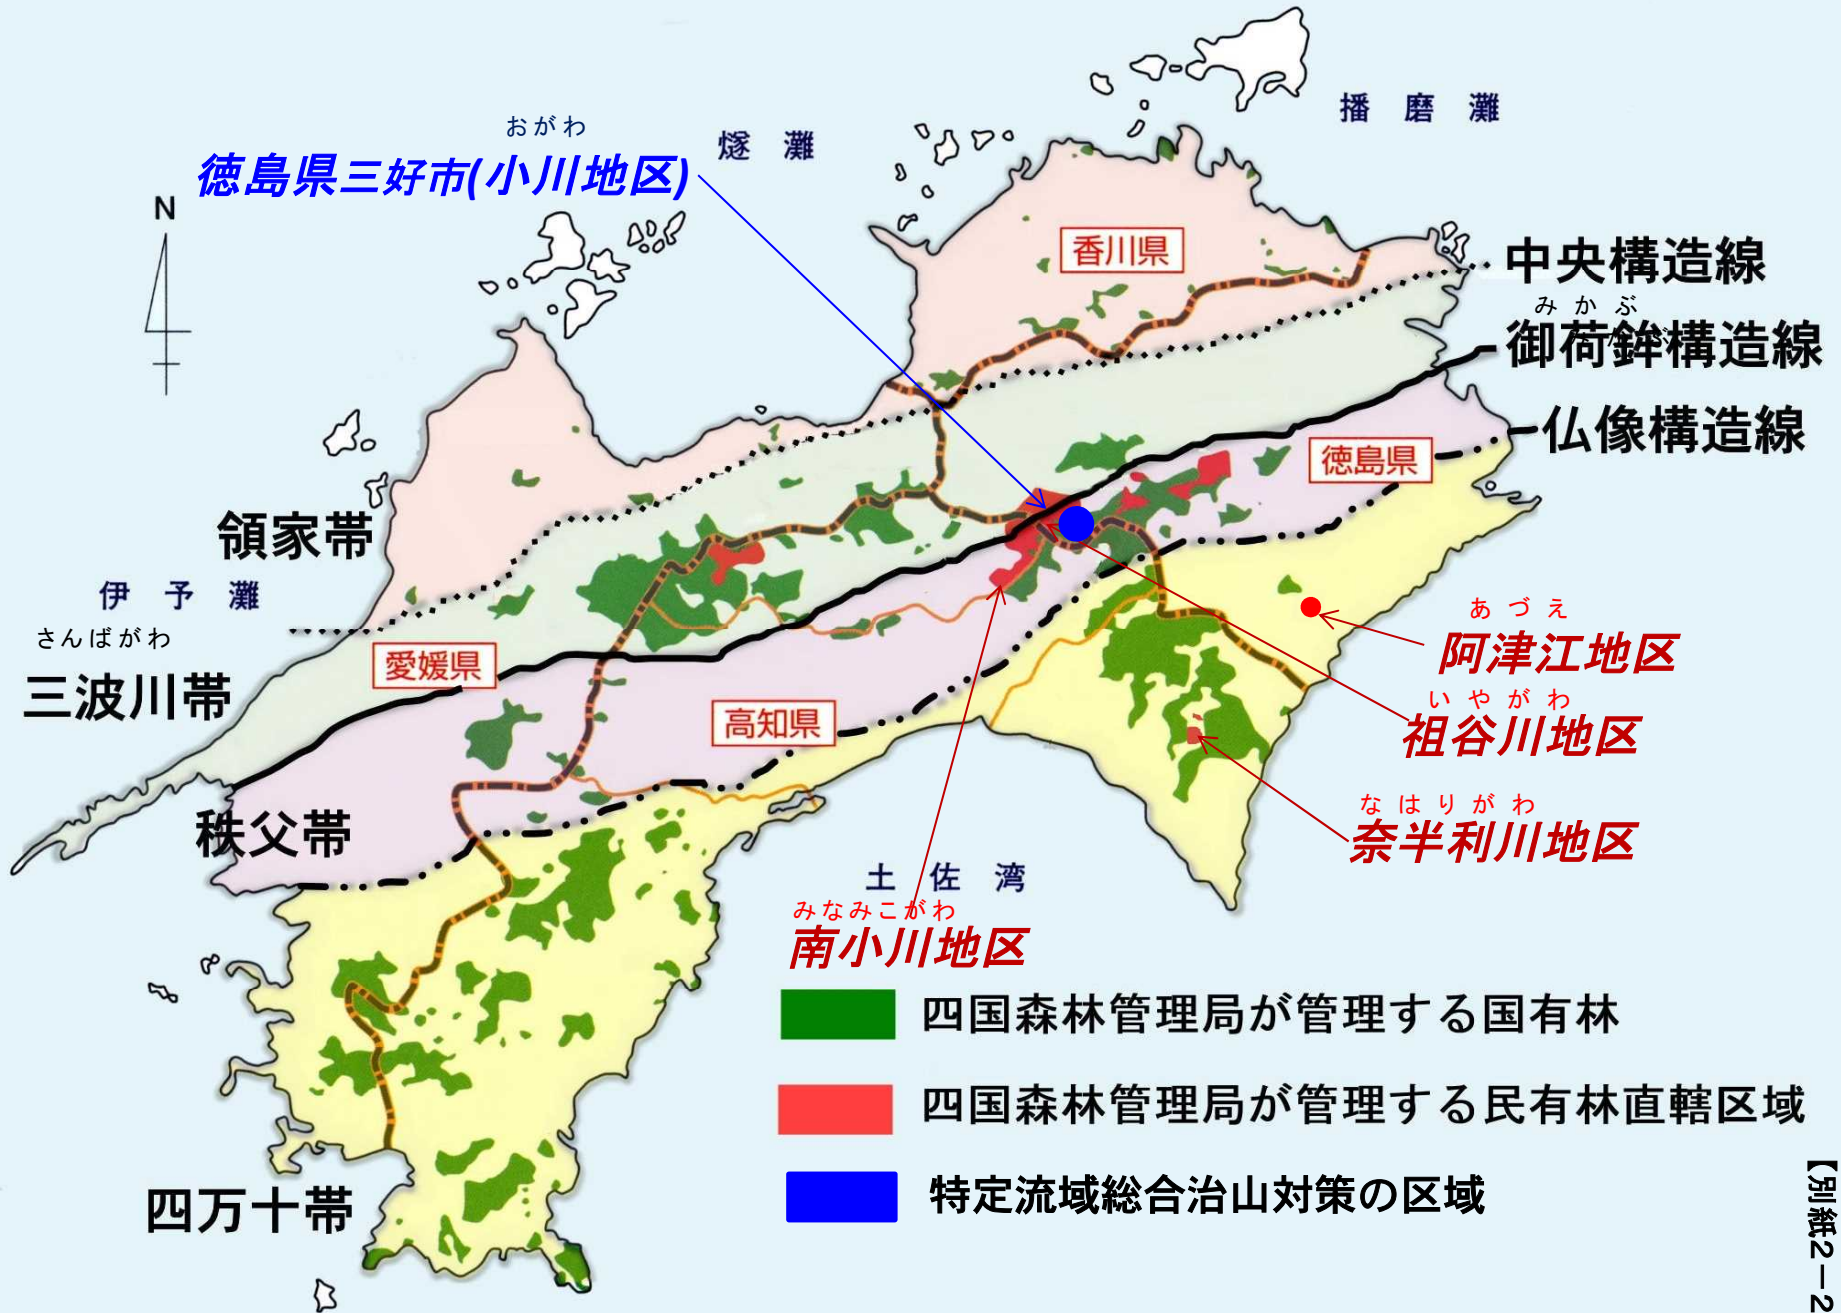 播磨灘
おがわ
燧灘
徳島県三好市(小川地区)
N
香川県
中央構造線
みかぶ
御荷鉾構造線
仏像構造線
徳島県
領家帯
伊予灘
さんばがわ
三波川帯
愛媛県
あづえ
阿津江地区
高知県
いやがわ
祖谷川地区
なはりがわ
奈半利川地区
秩父帯
土佐湾
みなみこがわ
南小川地区
四国森林管理局が管理する国有林
四国森林管理局が管理する民有林直轄区域
特定流域総合治山対策の区域
四万十帯
【別紙2－2